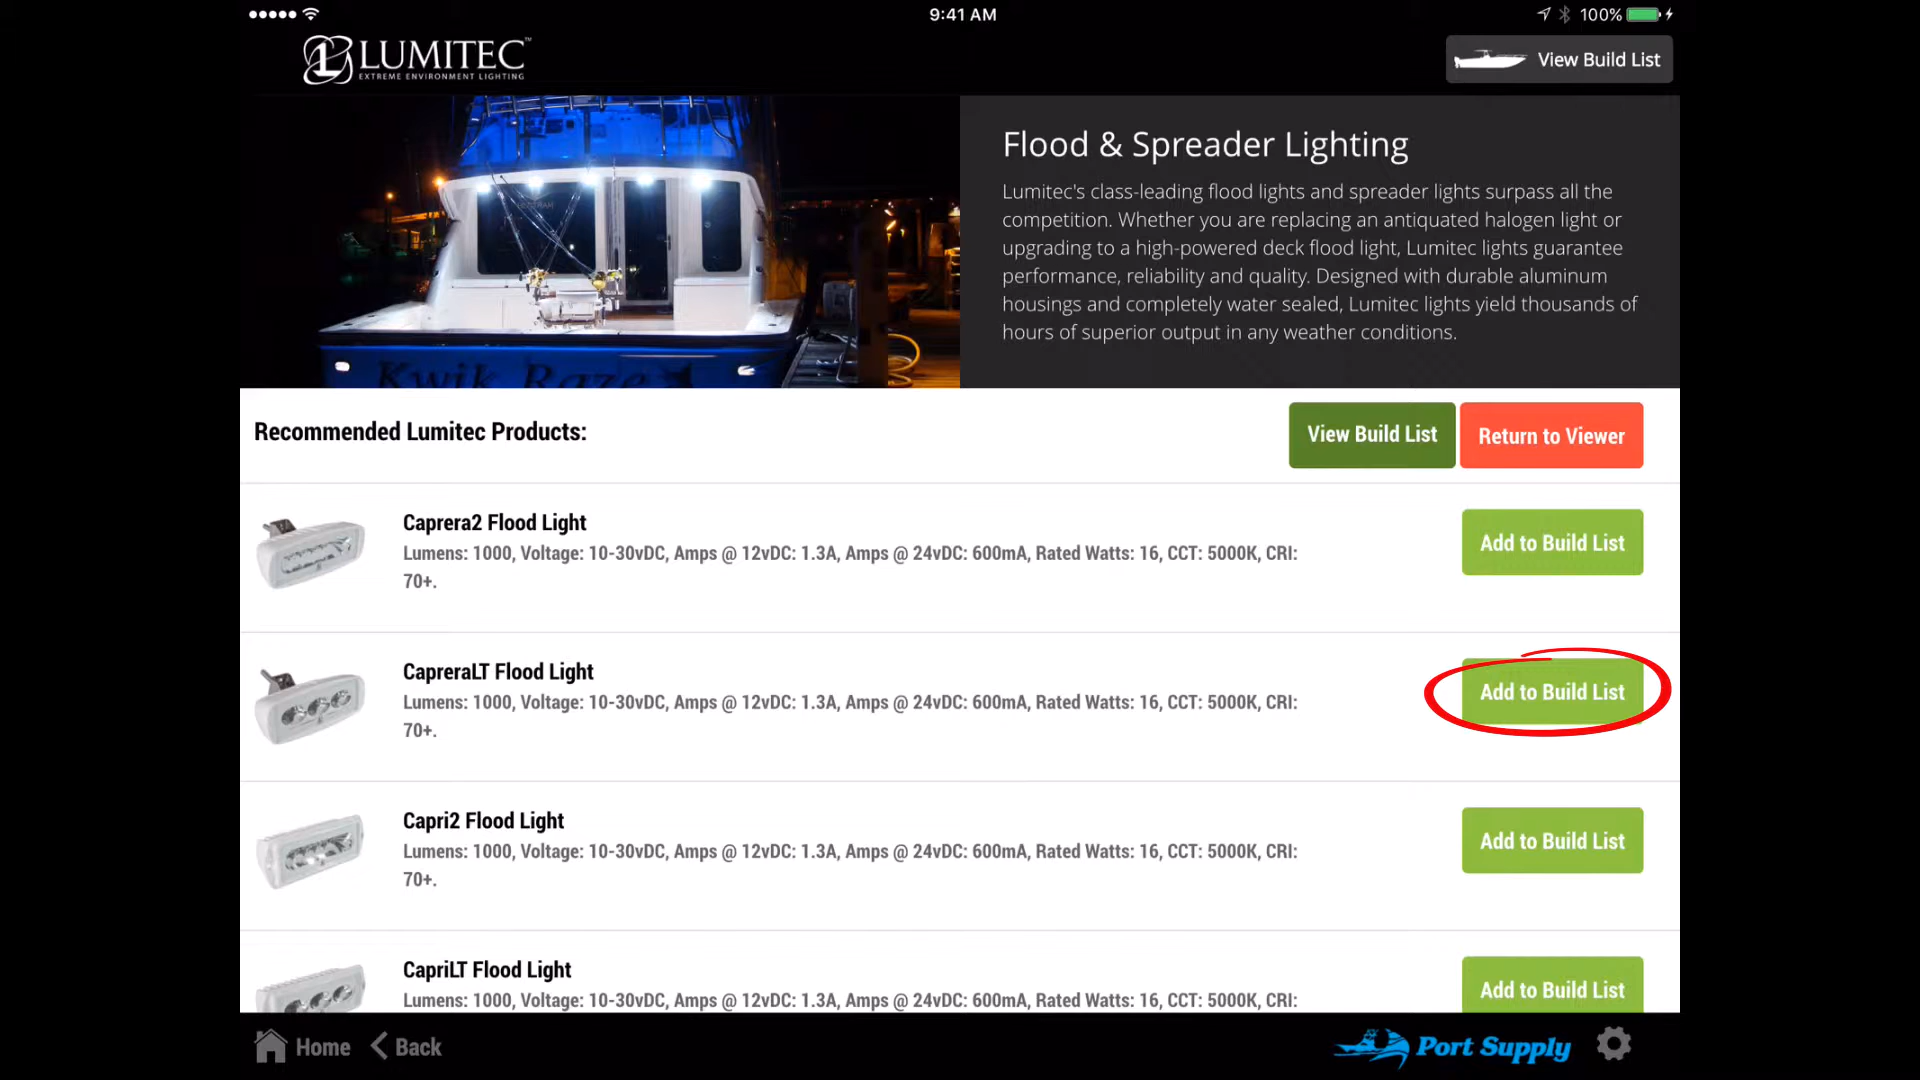 9:41 AM
100%
LUMITEC™
EXTREME ENVIRONMENT LIGHTING
View Build List
Flood & Spreader Lighting
Lumitec's class-leading flood lights and spreader lights surpass all the
competition. Whether you are replacing an antiquated halogen light or
upgrading to a high-powered deck flood light, Lumitec lights guarantee
performance, reliability and quality. Designed with durable aluminum
housings and completely water sealed, Lumitec lights yield thousands of
hours of superior output in any weather conditions.
Kwik Raze
Recommended Lumitec Products:
View Build List
Return to Viewer
Caprera2 Flood Light
Lumens: 1000, Voltage: 10-30vDC, Amps @ 12vDC: 1.3A, Amps @ 24vDC: 600mA, Rated Watts: 16, CCT: 5000K, CRI:
70+.
Add to Build List
CapreraLT Flood Light
Lumens: 1000, Voltage: 10-30vDC, Amps @ 12vDC: 1.3A, Amps @ 24vDC: 600mA, Rated Watts: 16, CCT: 5000K, CRI:
70+.
Add to Build List
Capri2 Flood Light
Lumens: 1000, Voltage: 10-30vDC, Amps @ 12vDC: 1.3A, Amps @ 24vDC: 600mA, Rated Watts: 16, CCT: 5000K, CRI:
70+.
Add to Build List
CapriLT Flood Light
Lumens: 1000, Voltage: 10-30vDC, Amps @ 12vDC: 1.3A, Amps @ 24vDC: 600mA, Rated Watts: 16, CCT: 5000K, CRI:
Add to Build List
Home
Back
Port Supply